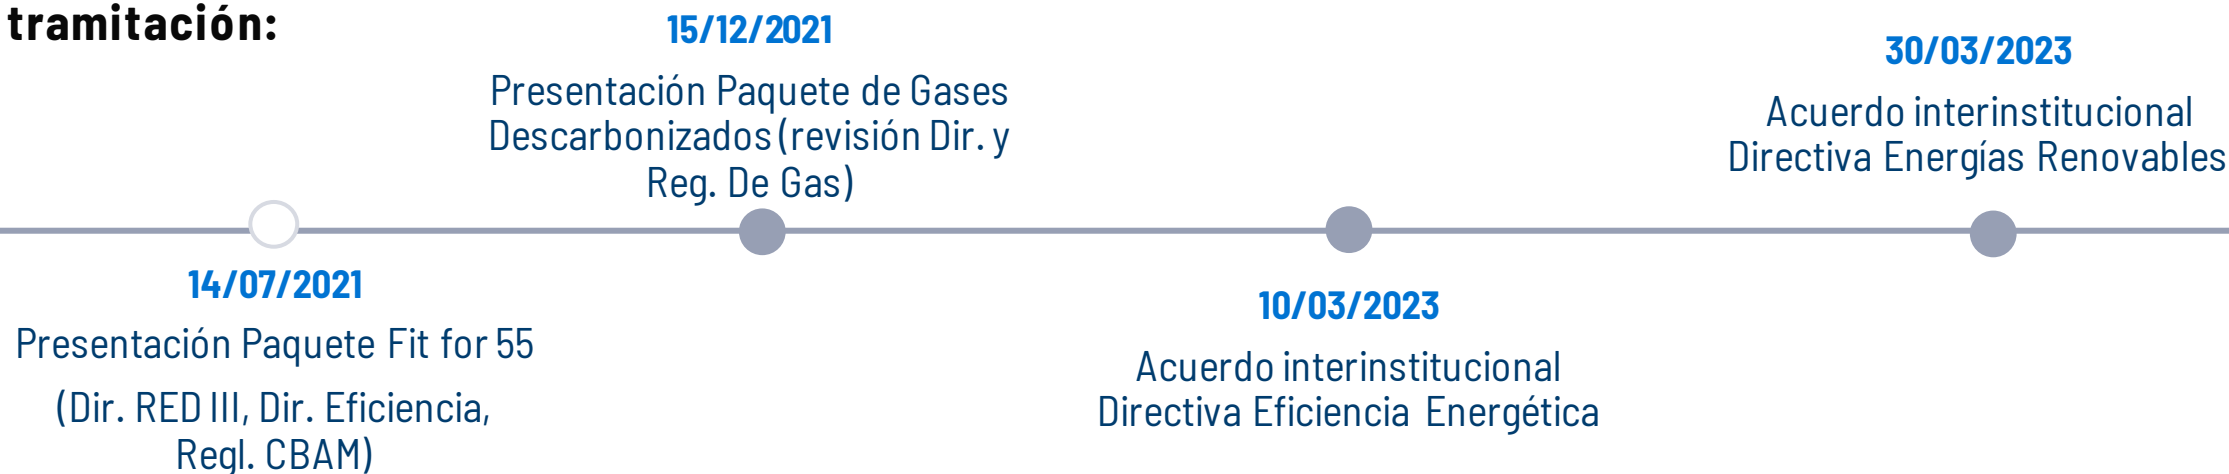 tramitación:
14/07/2021
Presentación Paquete Fit for 55
(Dir. RED III, Dir. Eficiencia,
Regl. CBAM)
15/12/2021
Presentación Paquete de Gases
Descarbonizados (revisión Dir. y
Reg. De Gas)
10/03/2023
Acuerdo interinstitucional
Directiva Eficiencia Energética
30/03/2023
Acuerdo interinstitucional
Directiva Energías Renovables